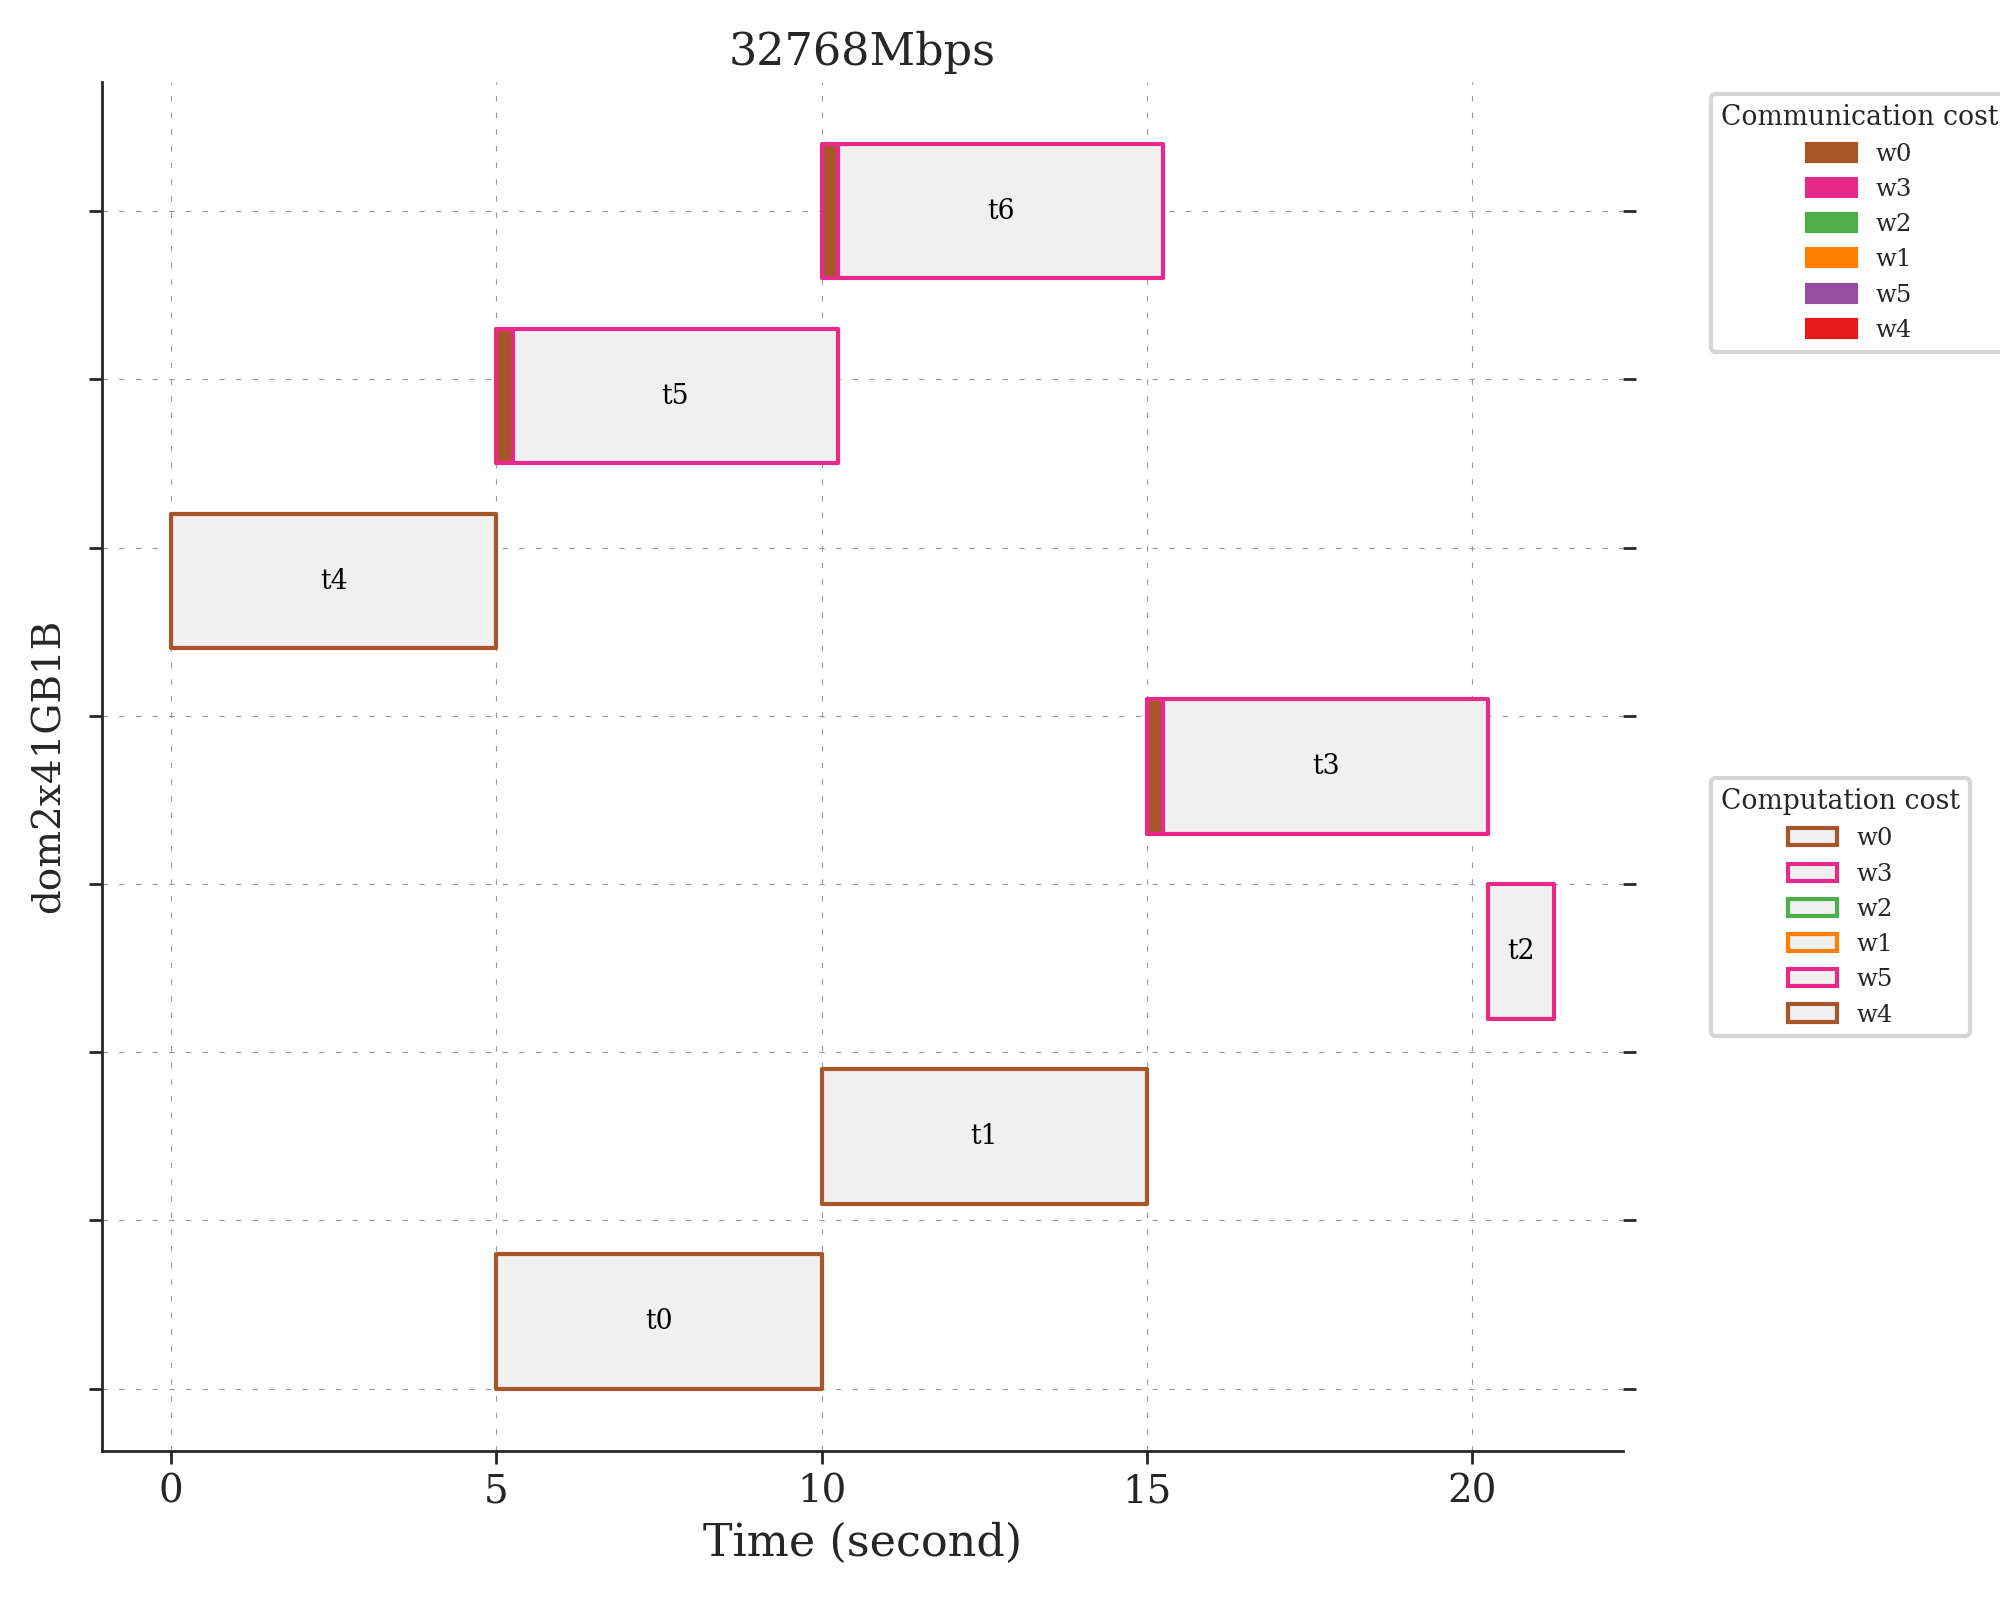 32768Mbps
Communication cost
w0
w3
w2
w1
w5
w4
t6
t5
t4
t3
t2
t1
t0
dom2x41GB1B
Computation cost
w0
w3
w2
w1
w5
w4
0 5 10 15 20
Time (second)